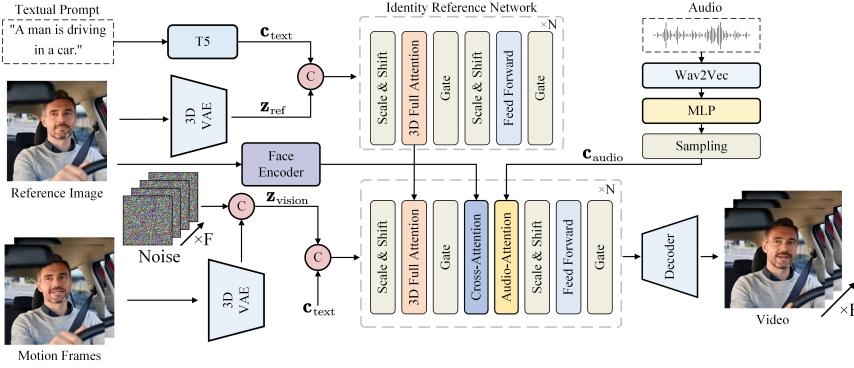 Textual Prompt
"A man is driving
in a car."
T5
c_text
C
3D
VAE
z_ref
Reference Image
Identity Reference Network
×N
Scale & Shift
3D Full Attention
Gate
Scale & Shift
Feed Forward
Gate
Audio
Wav2Vec
MLP
Sampling
c_audio
Face
Encoder
Noise
×F
C
z_vision
C
c_text
3D
VAE
Motion Frames
×N
Scale & Shift
3D Full Attention
Gate
Cross-Attention
Audio-Attention
Scale & Shift
Feed Forward
Gate
Decoder
Video
×F